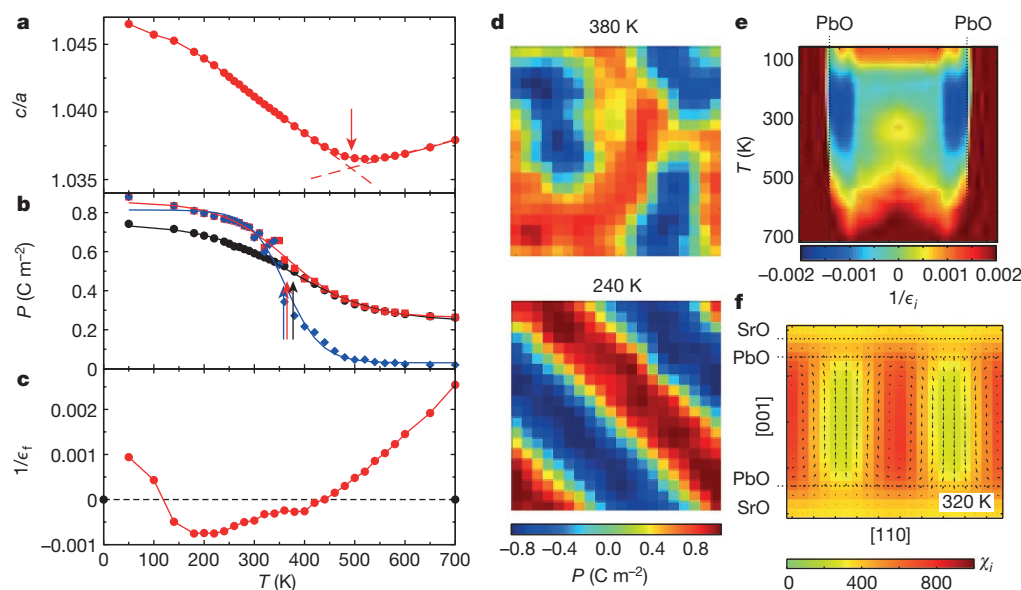 a
1.045
1.040
1.035
c/a
b
0.8
0.6
0.4
0.2
0
P (C m⁻²)
c
0.002
0.001
0
−0.001
1/ϵf
0 100 200 300 400 500 600 700
T (K)
d
380 K
240 K
−0.8 −0.4 0.0 0.4 0.8
P (C m⁻²)
e
PbO PbO
100
300
500
700
T (K)
−0.002 −0.001 0 0.001 0.002
1/ϵi
f
SrO
PbO
[001]
PbO
SrO
320 K
[110]
0 400 800 χi